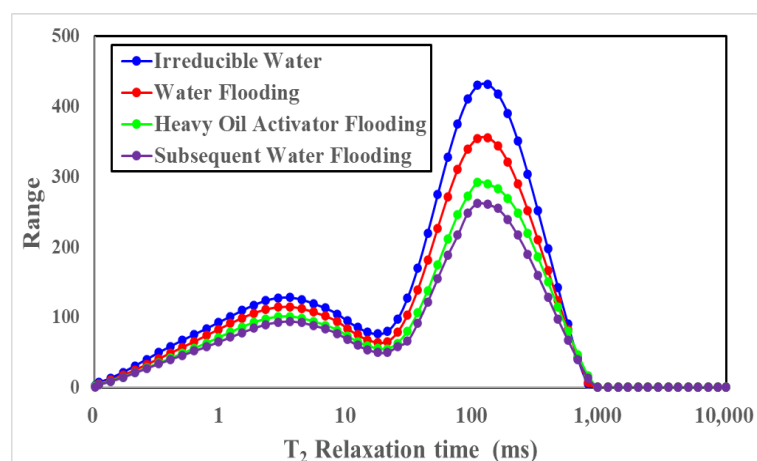 500
400
300
200
100
0
Range
Irreducible Water
Water Flooding
Heavy Oil Activator Flooding
Subsequent Water Flooding
0
1
10
100
1,000
10,000
T₂ Relaxation time (ms)